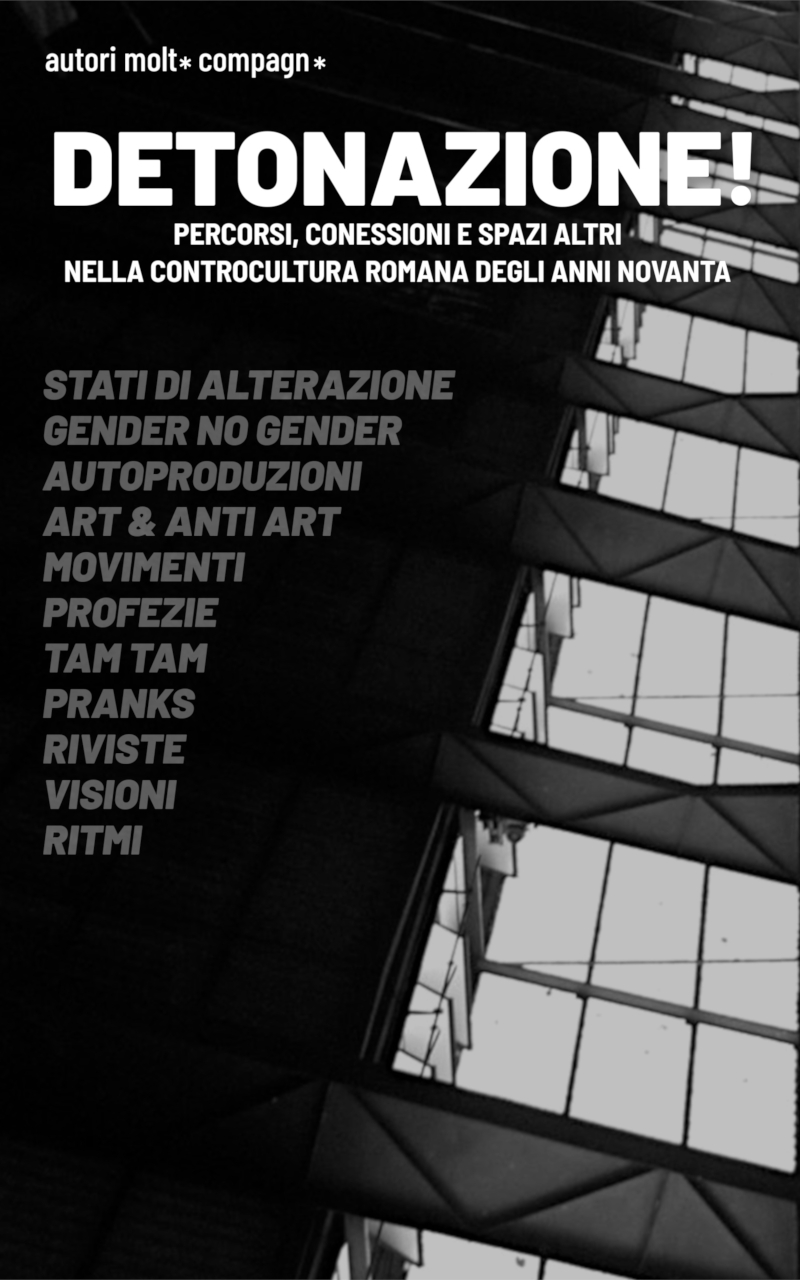 autori molt* compagn*
DETONAZIONE!
PERCORSI, CONESSIONI E SPAZI ALTRI
NELLA CONTROCULTURA ROMANA DEGLI ANNI NOVANTA
STATI DI ALTERAZIONE
GENDER NO GENDER
AUTOPRODUZIONI
ART & ANTI ART
MOVIMENTI
PROFEZIE
TAM TAM
PRANKS
RIVISTE
VISIONI
RITMI